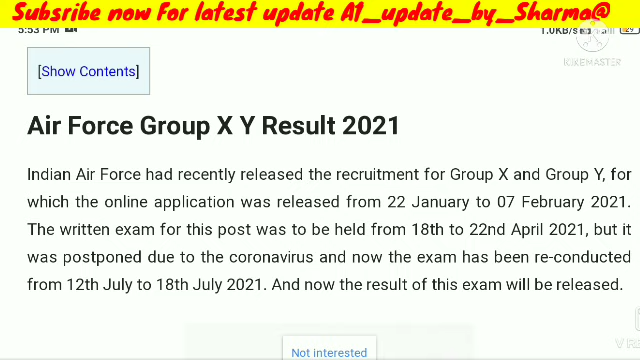 Subsribe now For latest update A1_update_by_Sharma@
5:53 PM
1.0KB/s
29
KINEMASTER
[Show Contents]
Air Force Group X Y Result 2021
Indian Air Force had recently released the recruitment for Group X and Group Y, for
which the online application was released from 22 January to 07 February 2021.
The written exam for this post was to be held from 18th to 22nd April 2021, but it
was postponed due to the coronavirus and now the exam has been re-conducted
from 12th July to 18th July 2021. And now the result of this exam will be released.
Not interested